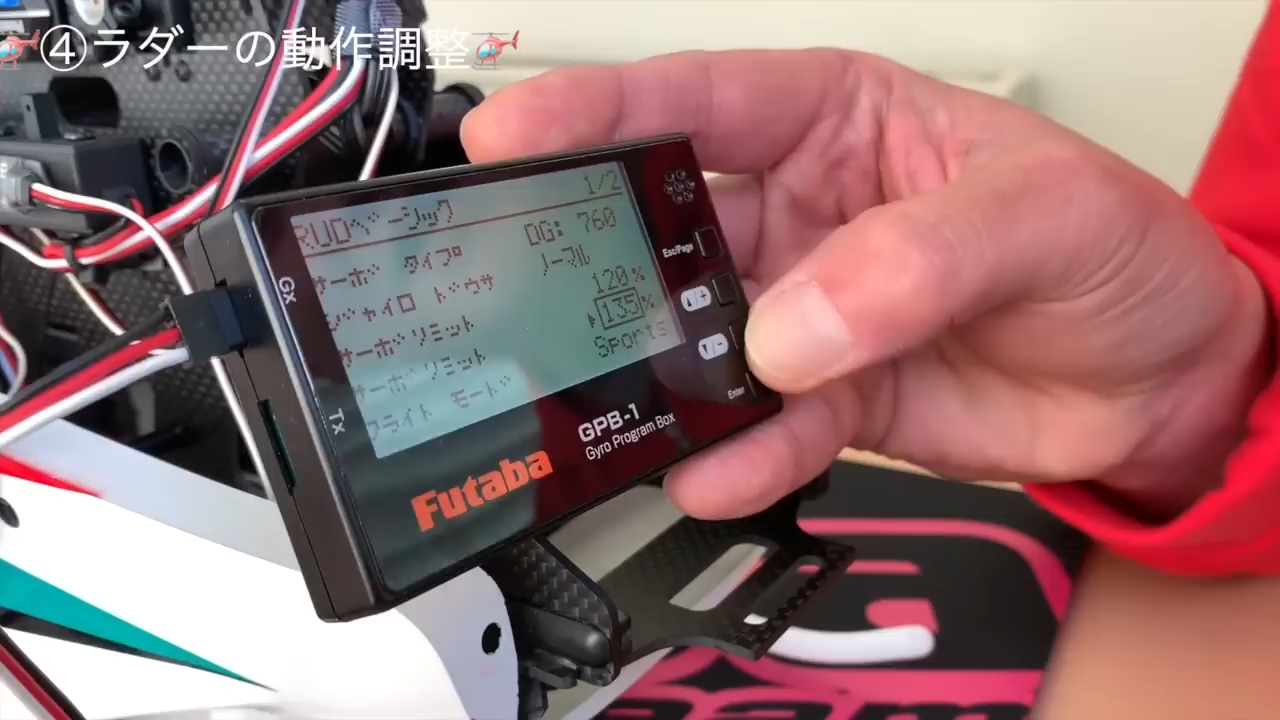 ④ラダーの動作調整
RUDベーシック 1/2
サーボ タイプ DG: 760
ジャイロ ドウサ ノーマル
サーボ リミット 120%
サーボ リミット ▶135%
フライト モード Sports
Gx
Tx
Esc/Page
▲/+
▼/-
Enter
GPB-1
Gyro Program Box
Futaba